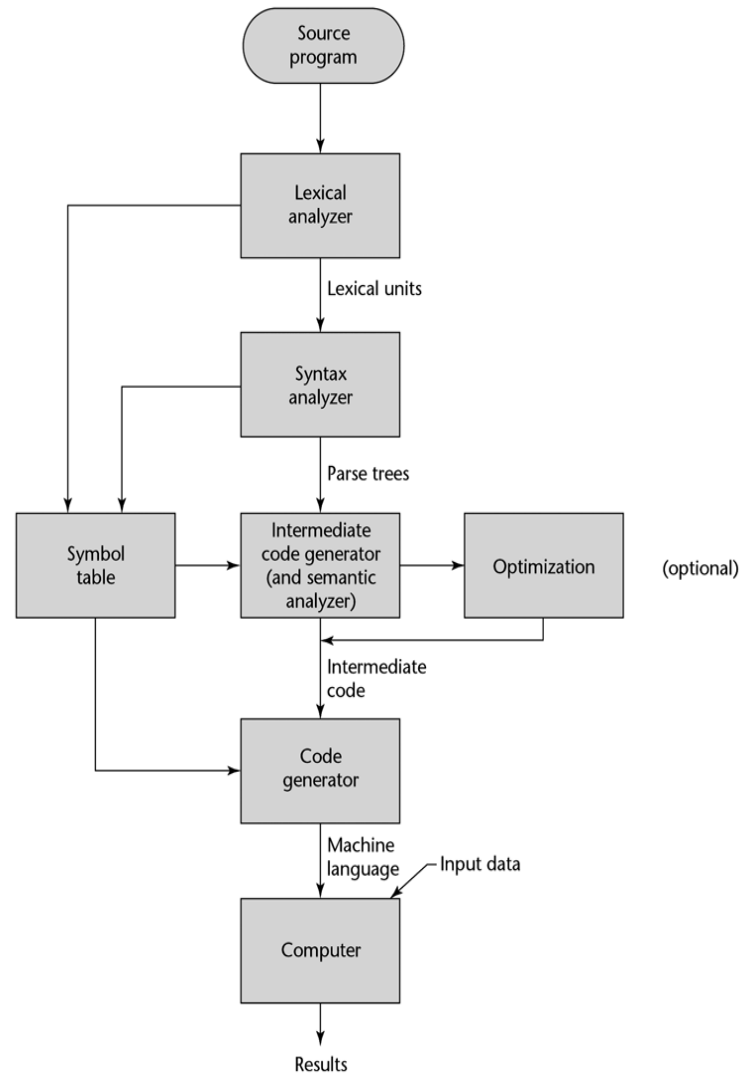 Source
program
Lexical
analyzer
Lexical units
Syntax
analyzer
Parse trees
Symbol
table
Intermediate
code generator
(and semantic
analyzer)
Optimization
(optional)
Intermediate
code
Code
generator
Machine
language
Input data
Computer
Results